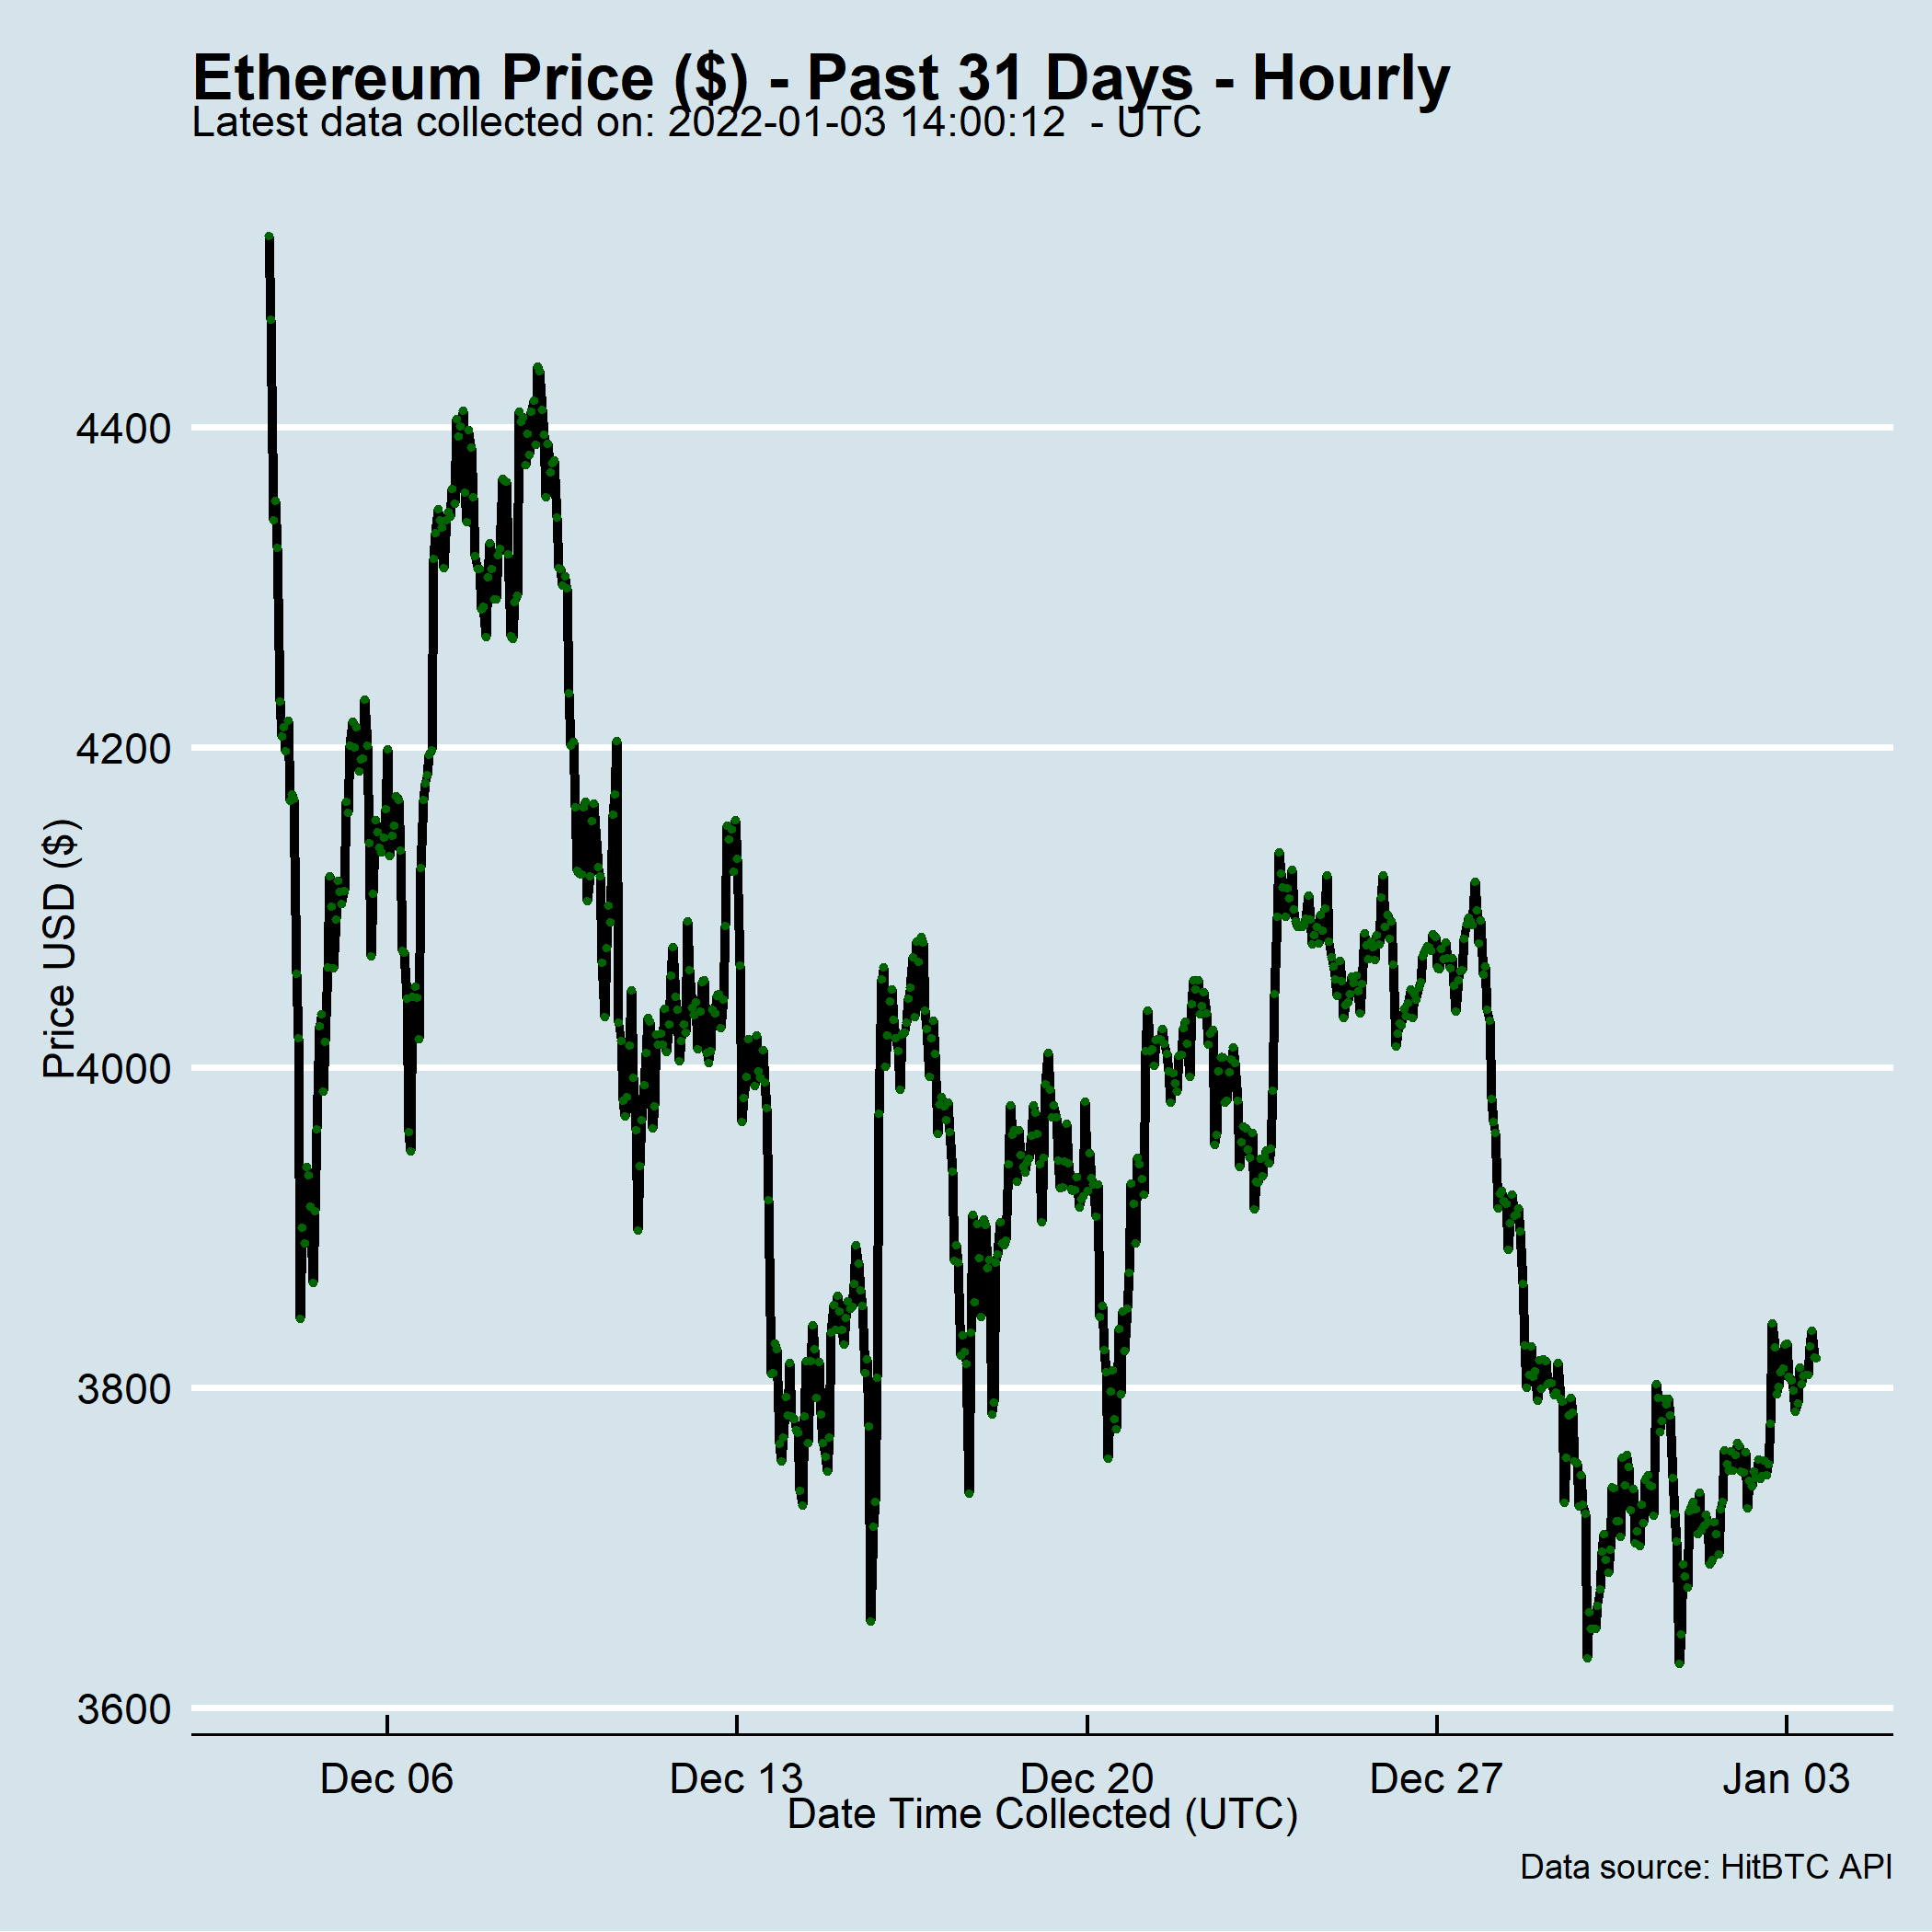 Ethereum Price ($) - Past 31 Days - Hourly
Latest data collected on: 2022-01-03 14:00:12  - UTC
Price USD ($)
4400
4200
4000
3800
3600
Dec 06 Dec 13 Dec 20 Dec 27 Jan 03
Date Time Collected (UTC)
Data source: HitBTC API